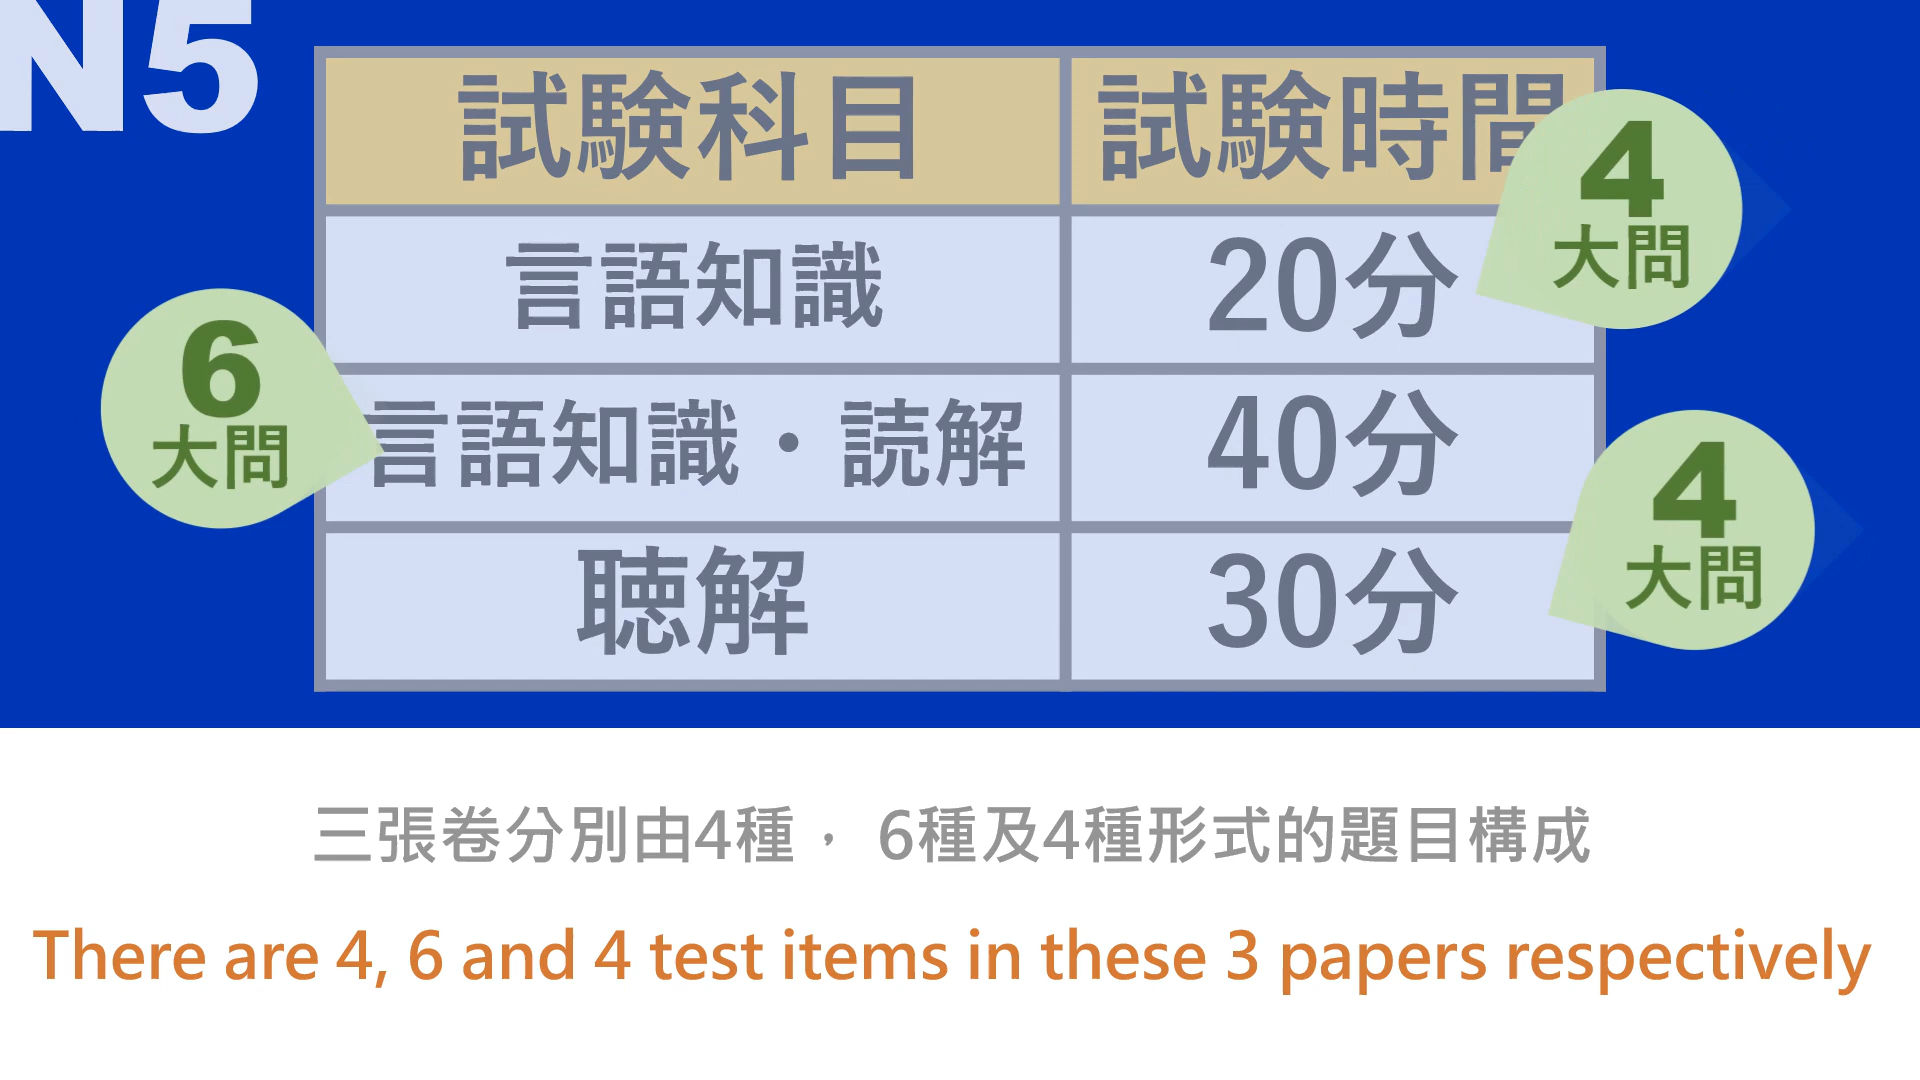 N5
試験科目 試験時間
4
大問
言語知識 20分
6
大問
言語知識・読解 40分
4
大問
聴解 30分
三張卷分別由4種， 6種及4種形式的題目構成
There are 4, 6 and 4 test items in these 3 papers respectively